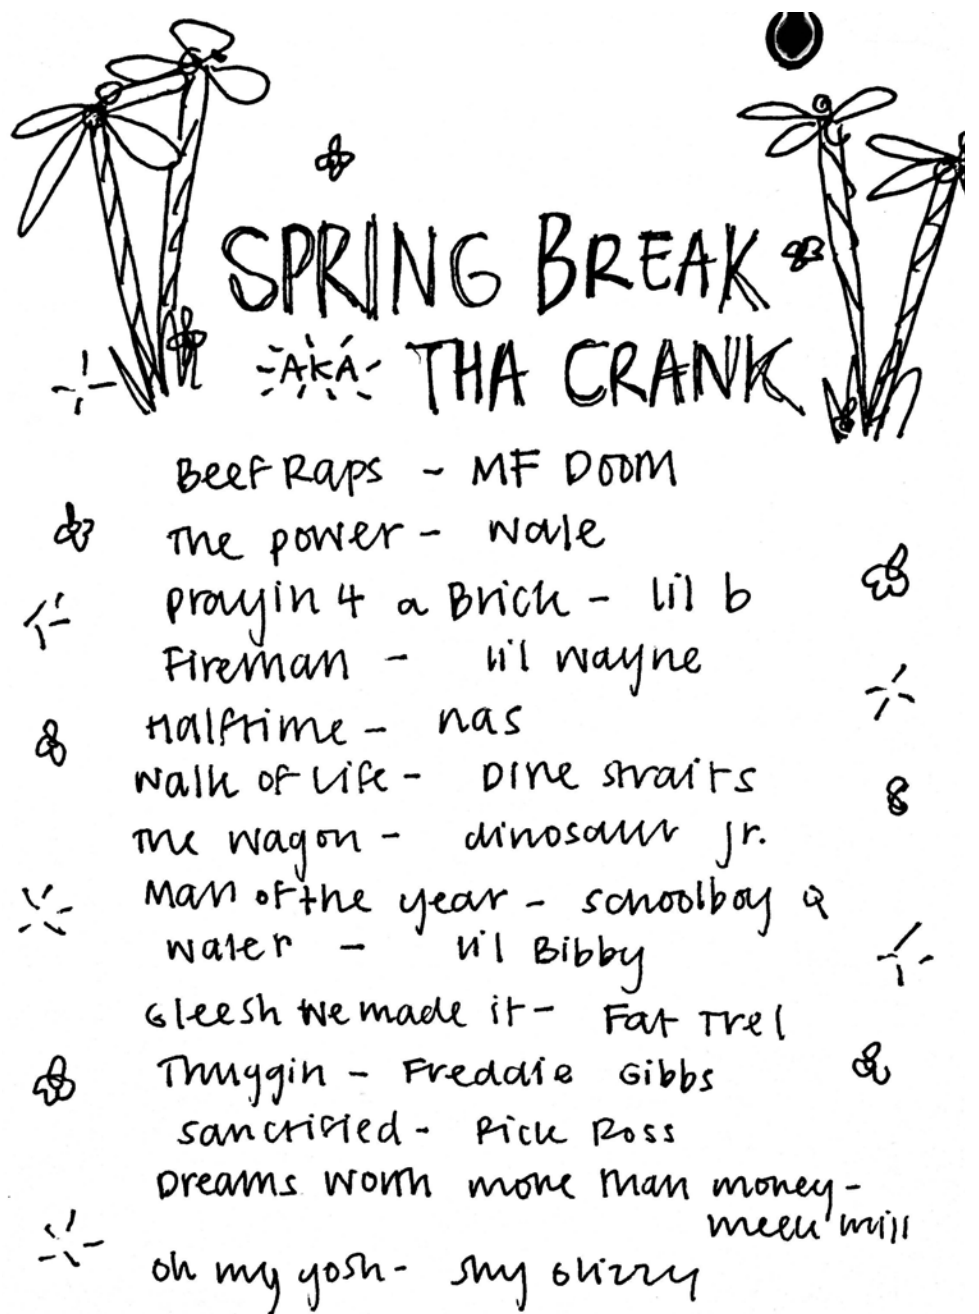 SPRING BREAK
AKA THA CRANK
Beef Raps - MF DOOM
The power - Wale
prayin 4 a Brick - lil b
Fireman - lil wayne
Halftime - nas
Walk of Life - Dire Straits
The wagon - dinosaur jr.
Man of the year - schoolboy Q
Water - lil Bibby
Gleesh We made it - Fat Trel
Thuggin - Freddie Gibbs
sanctified - Rick Ross
Dreams worth more than money -
meek mill
oh my gosh - shy glizzy